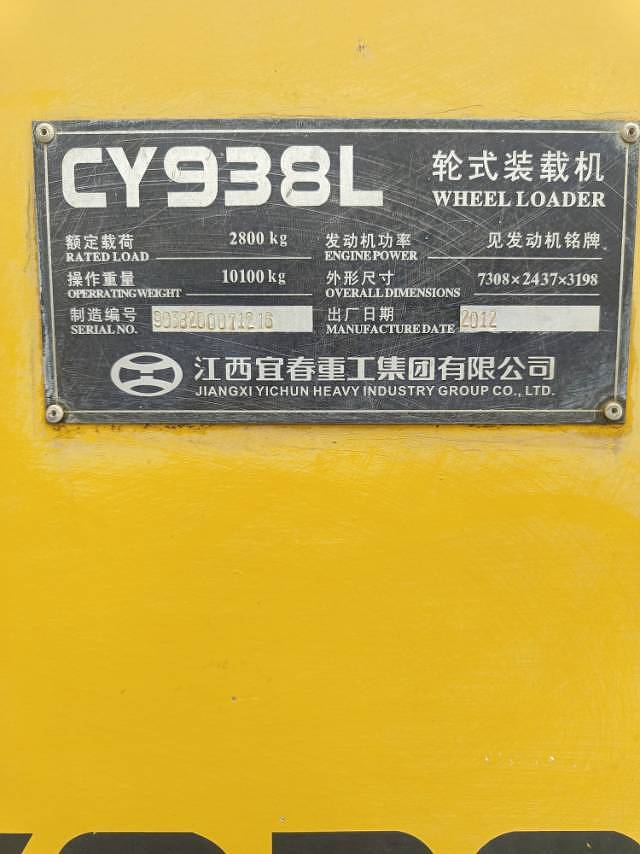 CY938L 轮式装载机
WHEEL LOADER
额定载荷 2800 kg 发动机功率 见发动机铭牌
RATED LOAD ENGINE POWER
操作重量 10100 kg 外形尺寸 7308×2437×3198
OPERATING WEIGHT OVERALL DIMENSIONS
制造编号 出厂日期 2012
SERIAL NO. MANUFACTURE DATE
江西宜春重工集团有限公司
JIANGXI YICHUN HEAVY INDUSTRY GROUP CO., LTD.